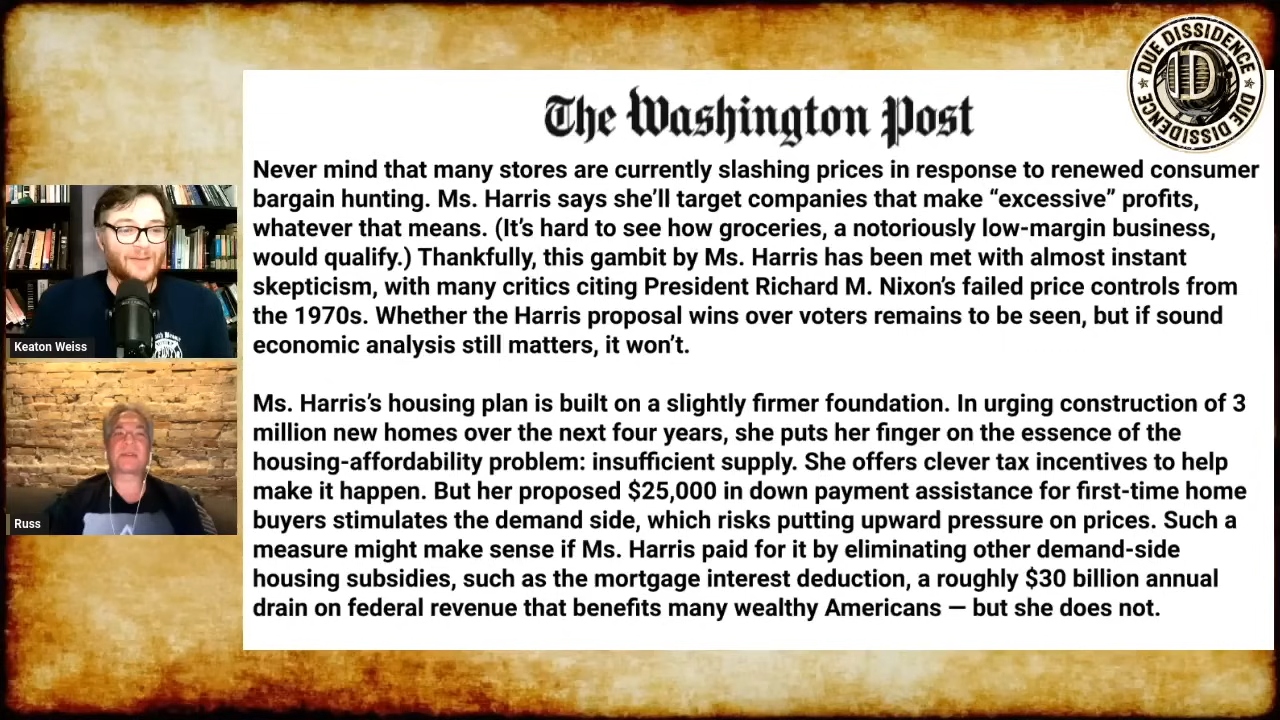 DUE DISSIDENCE
DUE DISSIDENCE
D
The Washington Post
Never mind that many stores are currently slashing prices in response to renewed consumer
bargain hunting. Ms. Harris says she’ll target companies that make “excessive” profits,
whatever that means. (It’s hard to see how groceries, a notoriously low-margin business,
would qualify.) Thankfully, this gambit by Ms. Harris has been met with almost instant
skepticism, with many critics citing President Richard M. Nixon’s failed price controls from
the 1970s. Whether the Harris proposal wins over voters remains to be seen, but if sound
economic analysis still matters, it won’t.
Ms. Harris’s housing plan is built on a slightly firmer foundation. In urging construction of 3
million new homes over the next four years, she puts her finger on the essence of the
housing-affordability problem: insufficient supply. She offers clever tax incentives to help
make it happen. But her proposed $25,000 in down payment assistance for first-time home
buyers stimulates the demand side, which risks putting upward pressure on prices. Such a
measure might make sense if Ms. Harris paid for it by eliminating other demand-side
housing subsidies, such as the mortgage interest deduction, a roughly $30 billion annual
drain on federal revenue that benefits many wealthy Americans — but she does not.
Keaton Weiss
Russ